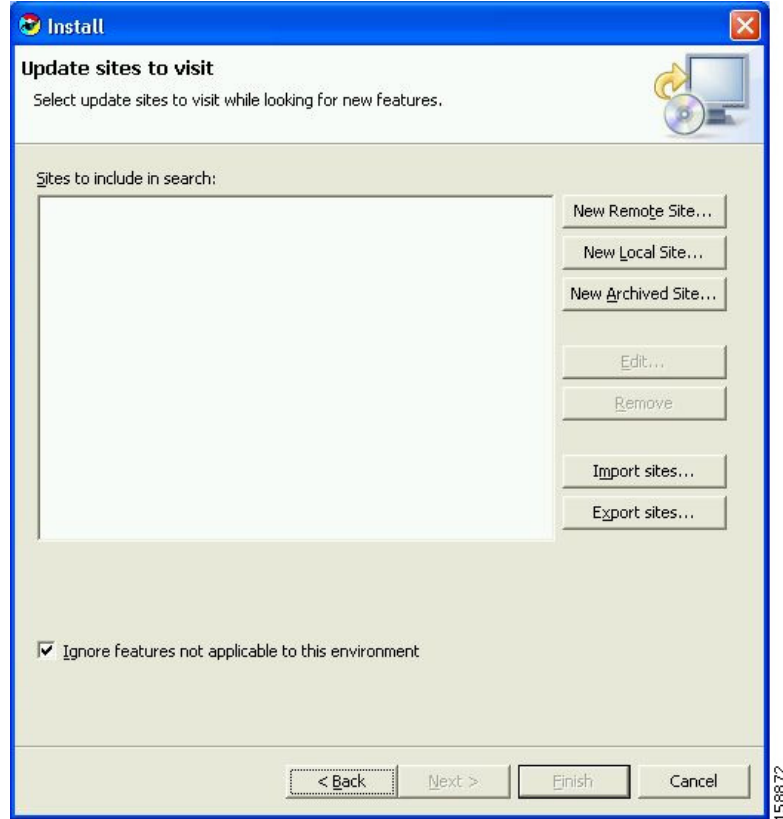 Install
Update sites to visit
Select update sites to visit while looking for new features.
Sites to include in search:
New Remote Site...
New Local Site...
New Archived Site...
Edit...
Remove
Import sites...
Export sites...
Ignore features not applicable to this environment
< Back
Next >
Finish
Cancel
158872